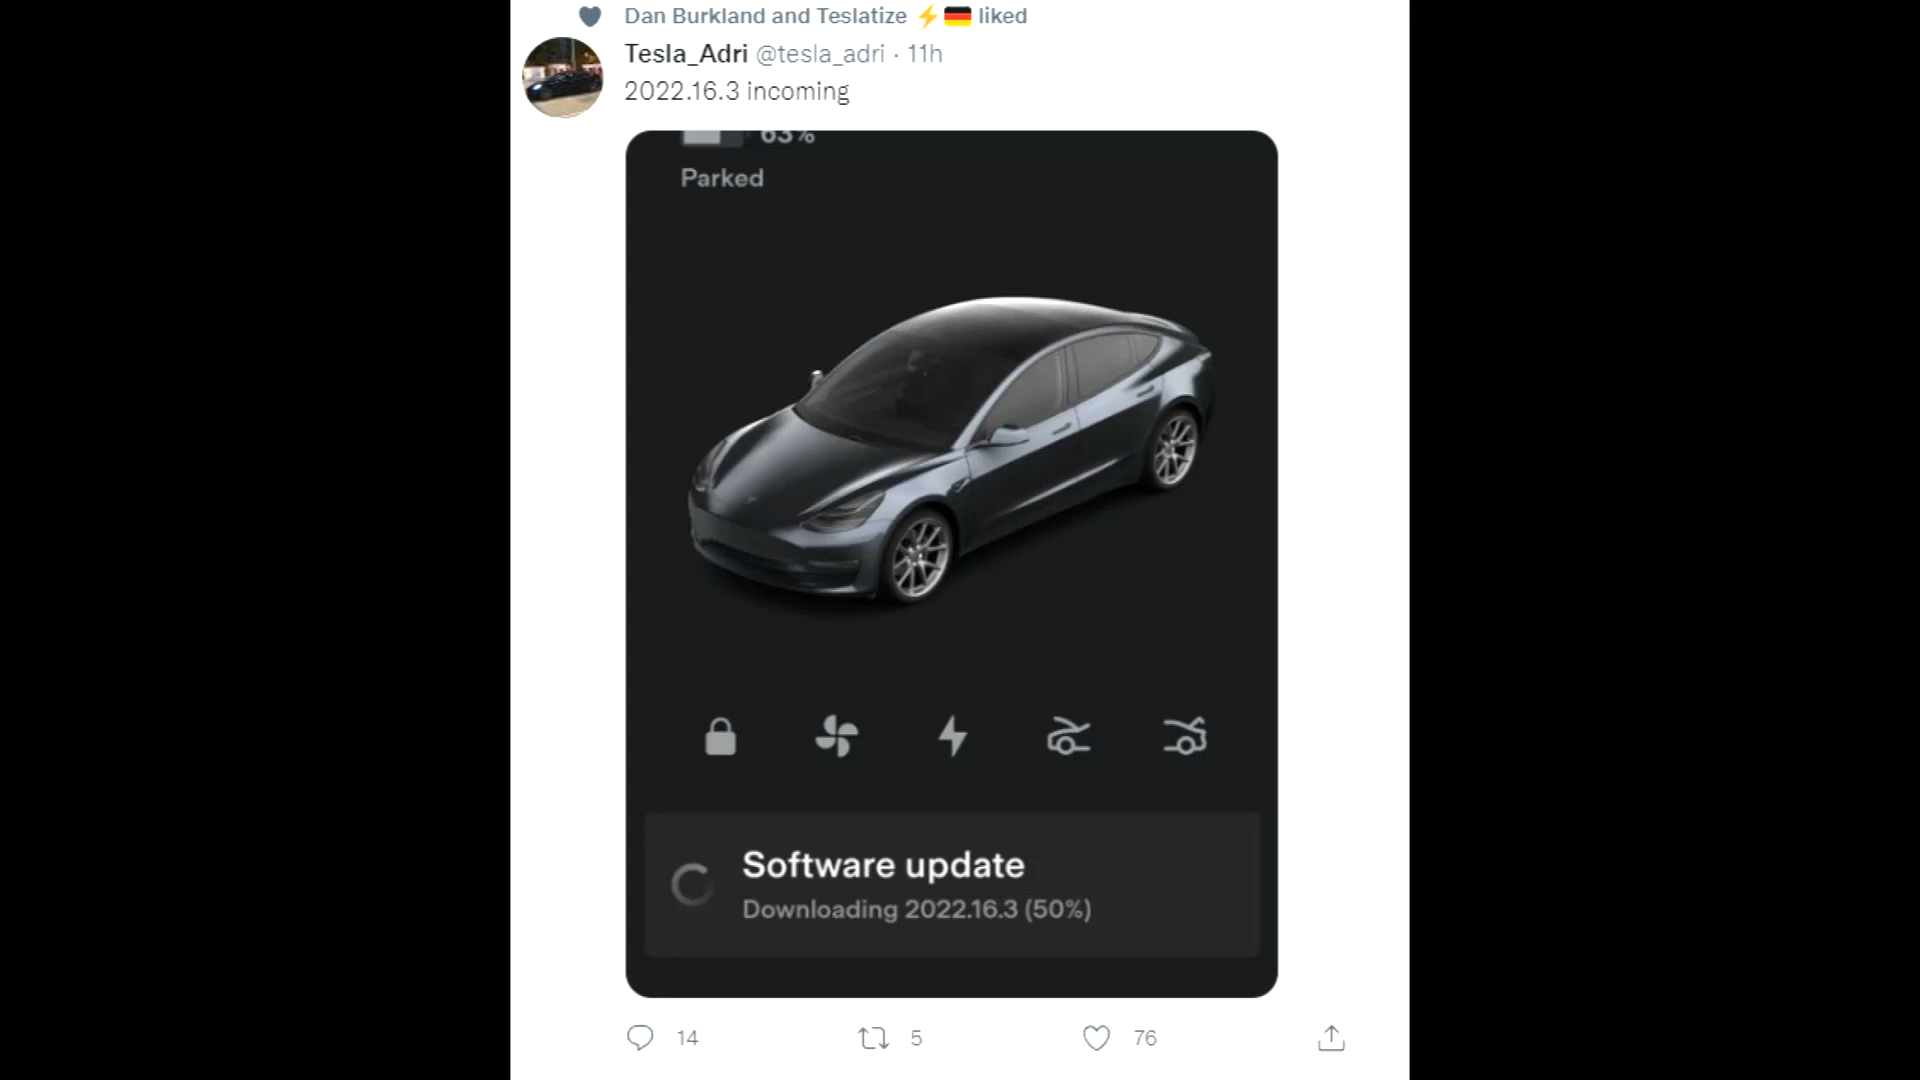 Dan Burkland and Teslatize ⚡🇩🇪 liked
Tesla_Adri @tesla_adri · 11h
2022.16.3 incoming
63%
Parked
Software update
Downloading 2022.16.3 (50%)
14
5
76